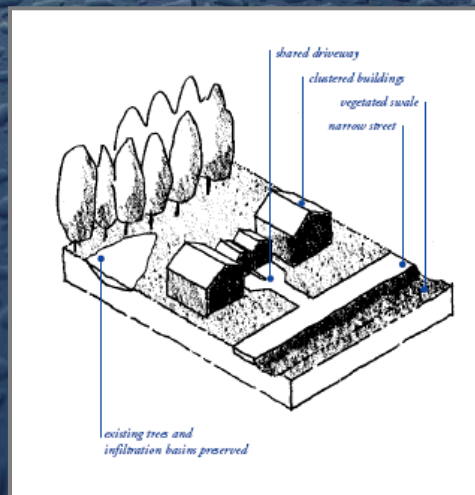 shared driveway
clustered buildings
vegetated swale
narrow street
existing trees and
infiltration basins preserved